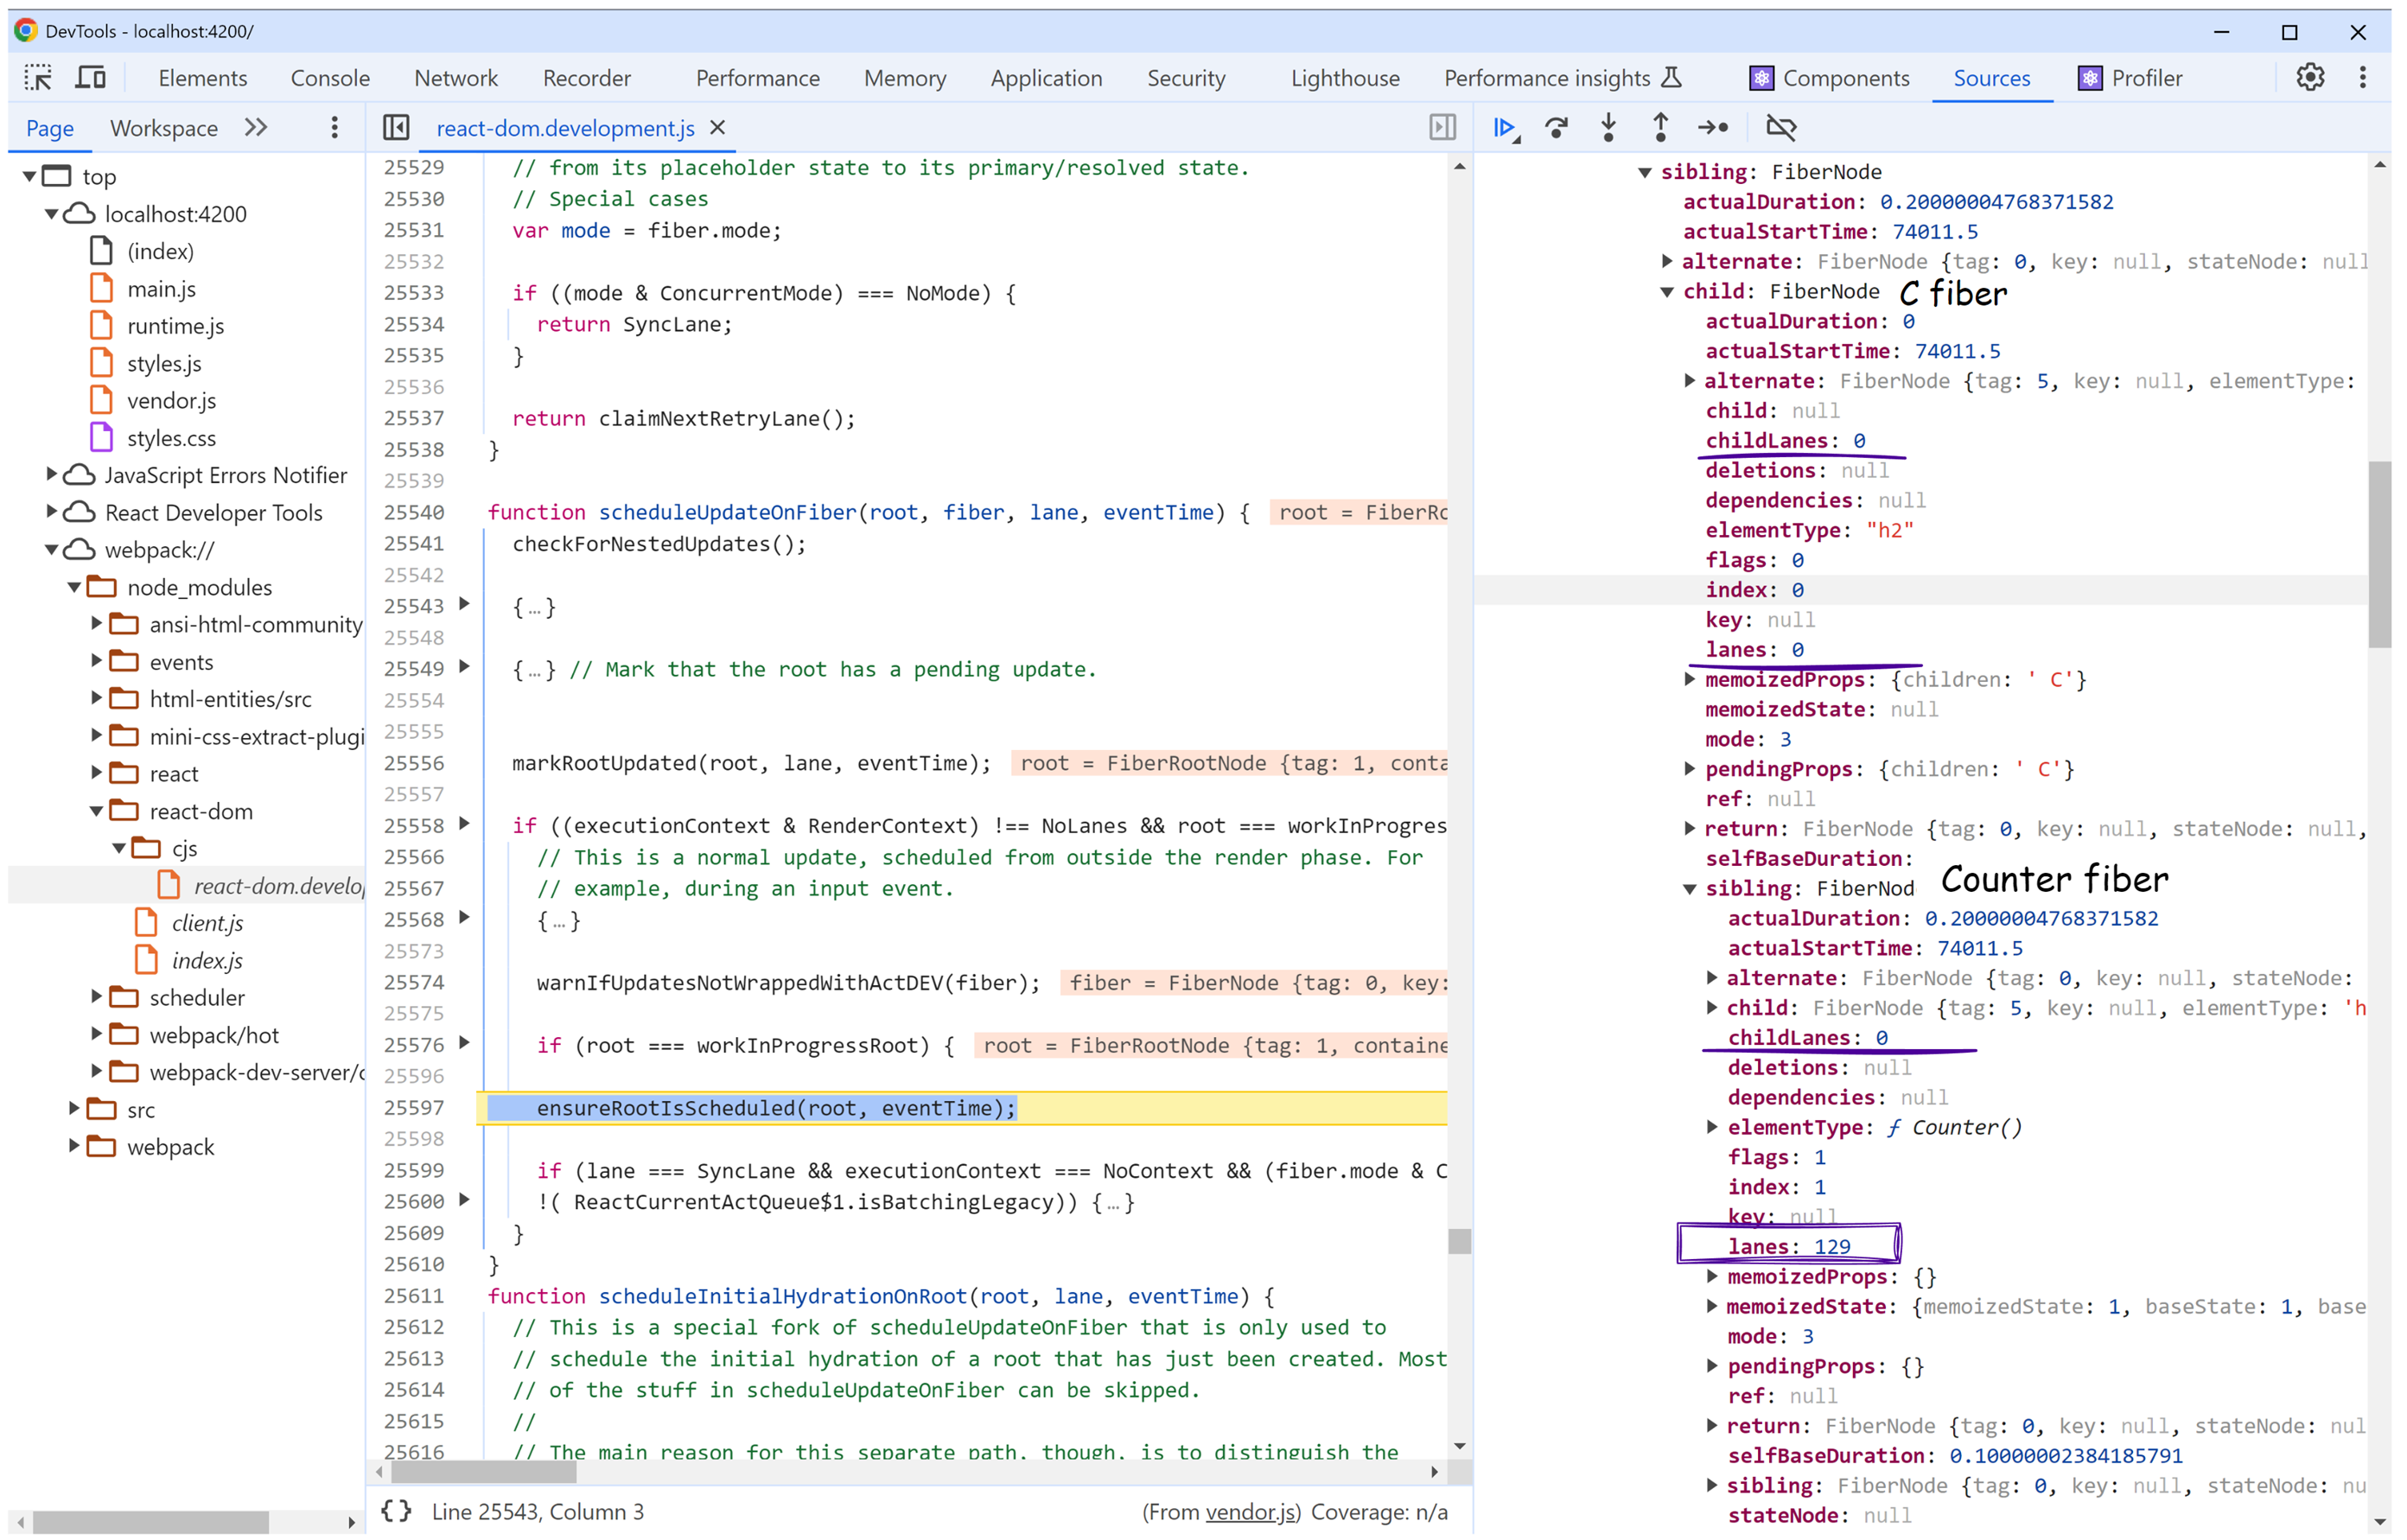 DevTools - localhost:4200/
Elements Console Network Recorder Performance Memory Application Security Lighthouse Performance insights Components Sources Profiler
Page Workspace
top
localhost:4200
(index)
main.js
runtime.js
styles.js
vendor.js
styles.css
JavaScript Errors Notifier
React Developer Tools
webpack://
node_modules
ansi-html-community
events
html-entities/src
mini-css-extract-plugi
react
react-dom
cjs
react-dom.develo
client.js
index.js
scheduler
webpack/hot
webpack-dev-server/c
src
webpack
react-dom.development.js
25529 // from its placeholder state to its primary/resolved state.
25530 // Special cases
25531 var mode = fiber.mode;
25532
25533 if ((mode & ConcurrentMode) === NoMode) {
25534 return SyncLane;
25535 }
25536
25537 return claimNextRetryLane();
25538 }
25539
25540 function scheduleUpdateOnFiber(root, fiber, lane, eventTime) { root = FiberRo
25541 checkForNestedUpdates();
25542
25543 {…}
25548
25549 {…} // Mark that the root has a pending update.
25554
25555
25556 markRootUpdated(root, lane, eventTime); root = FiberRootNode {tag: 1, conta
25557
25558 if ((executionContext & RenderContext) !== NoLanes && root === workInProgres
25566 // This is a normal update, scheduled from outside the render phase. For
25567 // example, during an input event.
25568 {…}
25573
25574 warnIfUpdatesNotWrappedWithActDEV(fiber); fiber = FiberNode {tag: 0, key:
25575
25576 if (root === workInProgressRoot) { root = FiberRootNode {tag: 1, containe
25596
25597 ensureRootIsScheduled(root, eventTime);
25598
25599 if (lane === SyncLane && executionContext === NoContext && (fiber.mode & C
25600 !( ReactCurrentActQueue$1.isBatchingLegacy)) {…}
25609 }
25610 }
25611 function scheduleInitialHydrationOnRoot(root, lane, eventTime) {
25612 // This is a special fork of scheduleUpdateOnFiber that is only used to
25613 // schedule the initial hydration of a root that has just been created. Most
25614 // of the stuff in scheduleUpdateOnFiber can be skipped.
25615 //
25616 // The main reason for this separate path, though, is to distinguish the
{} Line 25543, Column 3 (From vendor.js) Coverage: n/a
sibling: FiberNode
actualDuration: 0.20000004768371582
actualStartTime: 74011.5
alternate: FiberNode {tag: 0, key: null, stateNode: null
child: FiberNode C fiber
actualDuration: 0
actualStartTime: 74011.5
alternate: FiberNode {tag: 5, key: null, elementType:
child: null
childLanes: 0
deletions: null
dependencies: null
elementType: "h2"
flags: 0
index: 0
key: null
lanes: 0
memoizedProps: {children: ' C'}
memoizedState: null
mode: 3
pendingProps: {children: ' C'}
ref: null
return: FiberNode {tag: 0, key: null, stateNode: null,
selfBaseDuration:
sibling: FiberNod Counter fiber
actualDuration: 0.20000004768371582
actualStartTime: 74011.5
alternate: FiberNode {tag: 0, key: null, stateNode:
child: FiberNode {tag: 5, key: null, elementType: 'h
childLanes: 0
deletions: null
dependencies: null
elementType: ƒ Counter()
flags: 1
index: 1
key: null
lanes: 129
memoizedProps: {}
memoizedState: {memoizedState: 1, baseState: 1, base
mode: 3
pendingProps: {}
ref: null
return: FiberNode {tag: 0, key: null, stateNode: nul
selfBaseDuration: 0.100000002384185791
sibling: FiberNode {tag: 0, key: null, stateNode: nu
stateNode: null